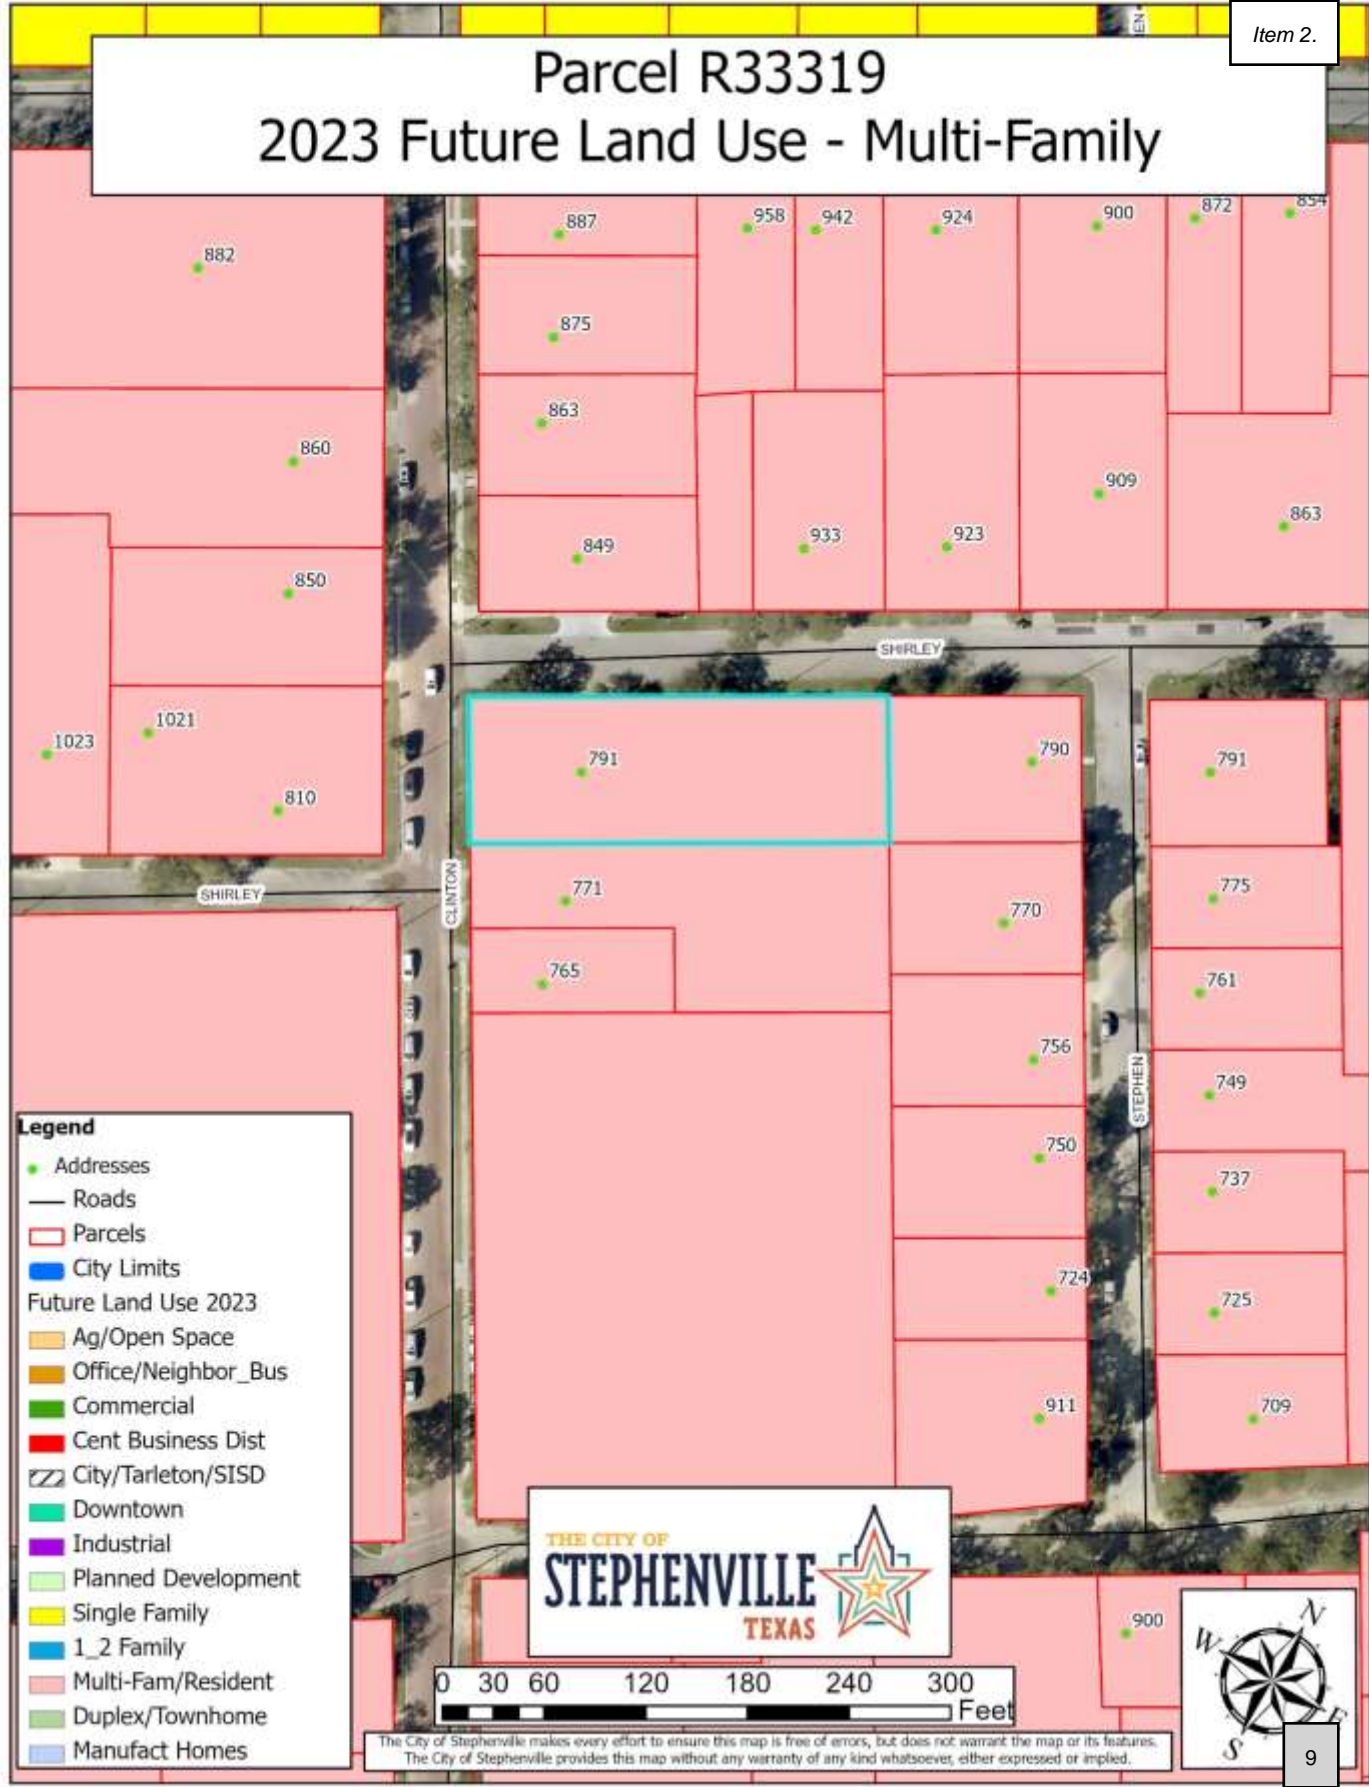 EN
Item 2.
Parcel R33319
2023 Future Land Use - Multi-Family
882
887
958
942
924
900
872
854
875
863
860
909
863
849
933
923
850
SHIRLEY
1023
1021
810
791
790
791
SHIRLEY
CLINTON
771
770
775
765
761
756
STEPHEN
749
750
737
724
725
911
709
900
Legend
Addresses
Roads
Parcels
City Limits
Future Land Use 2023
Ag/Open Space
Office/Neighbor_Bus
Commercial
Cent Business Dist
City/Tarleton/SISD
Downtown
Industrial
Planned Development
Single Family
1_2 Family
Multi-Fam/Resident
Duplex/Townhome
Manufact Homes
THE CITY OF
STEPHENVILLE
TEXAS
0 30 60 120 180 240 300
Feet
The City of Stephenville makes every effort to ensure this map is free of errors, but does not warrant the map or its features.
The City of Stephenville provides this map without any warranty of any kind whatsoever, either expressed or implied.
N
W
E
S
9